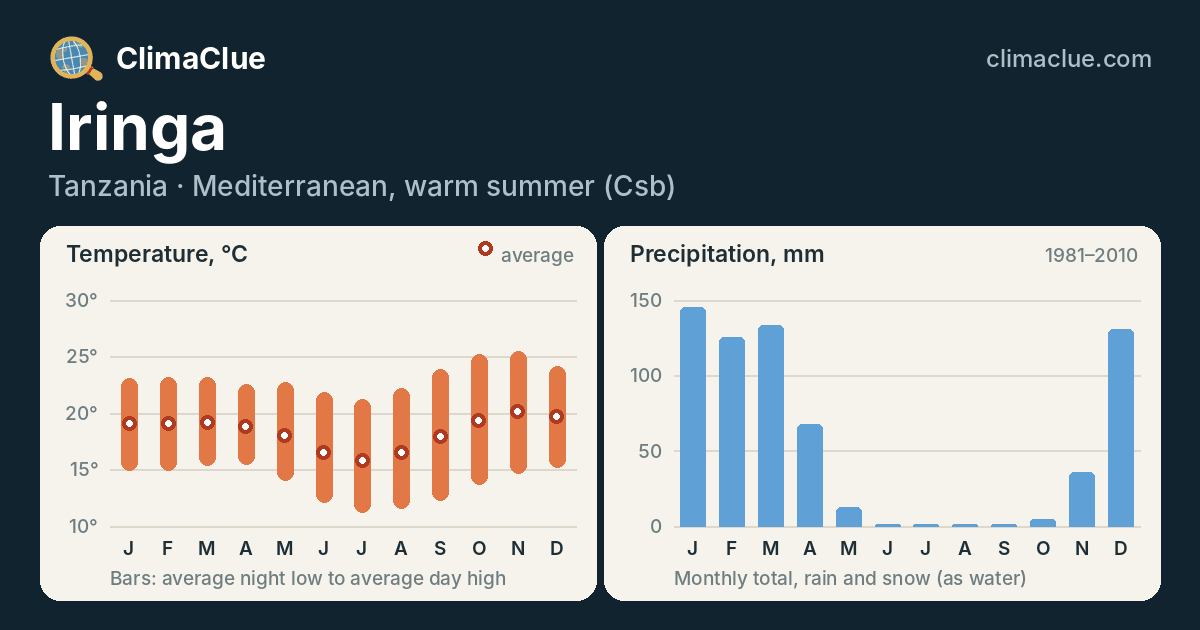 ClimaClue
climaclue.com
Iringa
Tanzania · Mediterranean, warm summer (Csb)
Temperature, °C
average
30°
25°
20°
15°
10°
J F M A M J J A S O N D
Bars: average night low to average day high
Precipitation, mm
1981–2010
150
100
50
0
J F M A M J J A S O N D
Monthly total, rain and snow (as water)